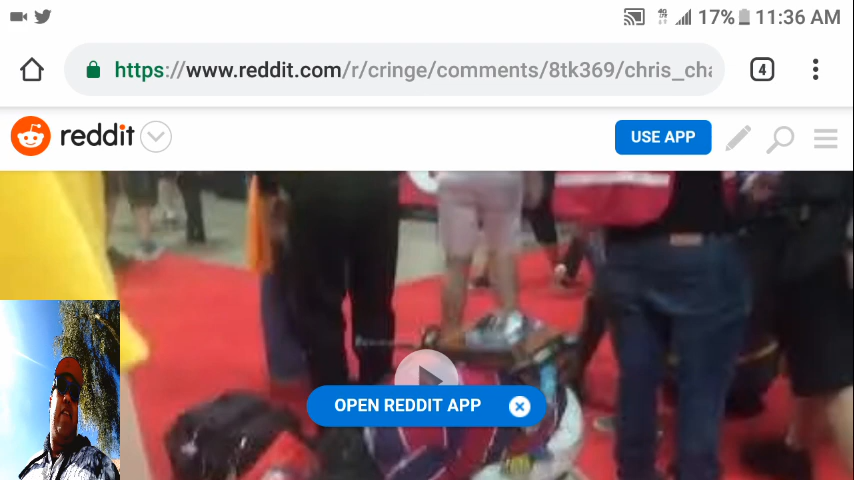 4G 17% 11:36 AM
https://www.reddit.com/r/cringe/comments/8tk369/chris_cha
4
reddit
USE APP
OPEN REDDIT APP